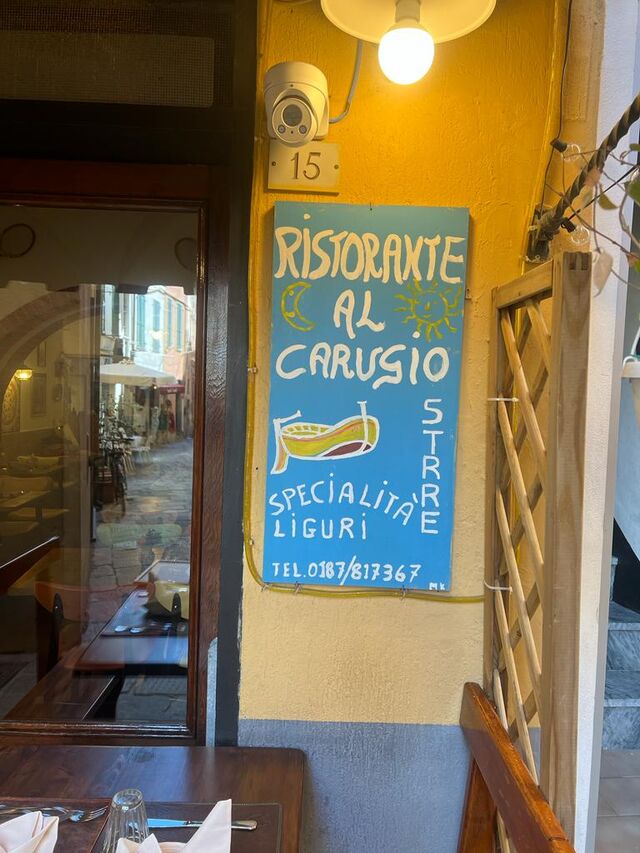 15
RISTORANTE
AL
CARUGIO
STRRE
SPECIALITA'
LIGURI
TEL. 0187/817367
MK